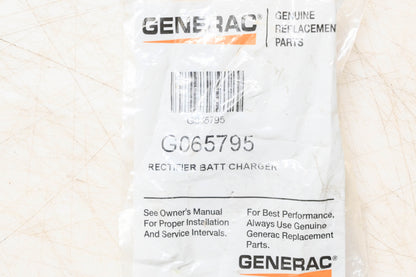 GENERAC®
GENUINE
REPLACEMEN
PARTS
G065795
G065795
RECTIFIER BATT CHARGER
See Owner's Manual
For Proper Installation
And Service Intervals.
For Best Performance,
Always Use Genuine
Generac Replacement
Parts.
GENERAC